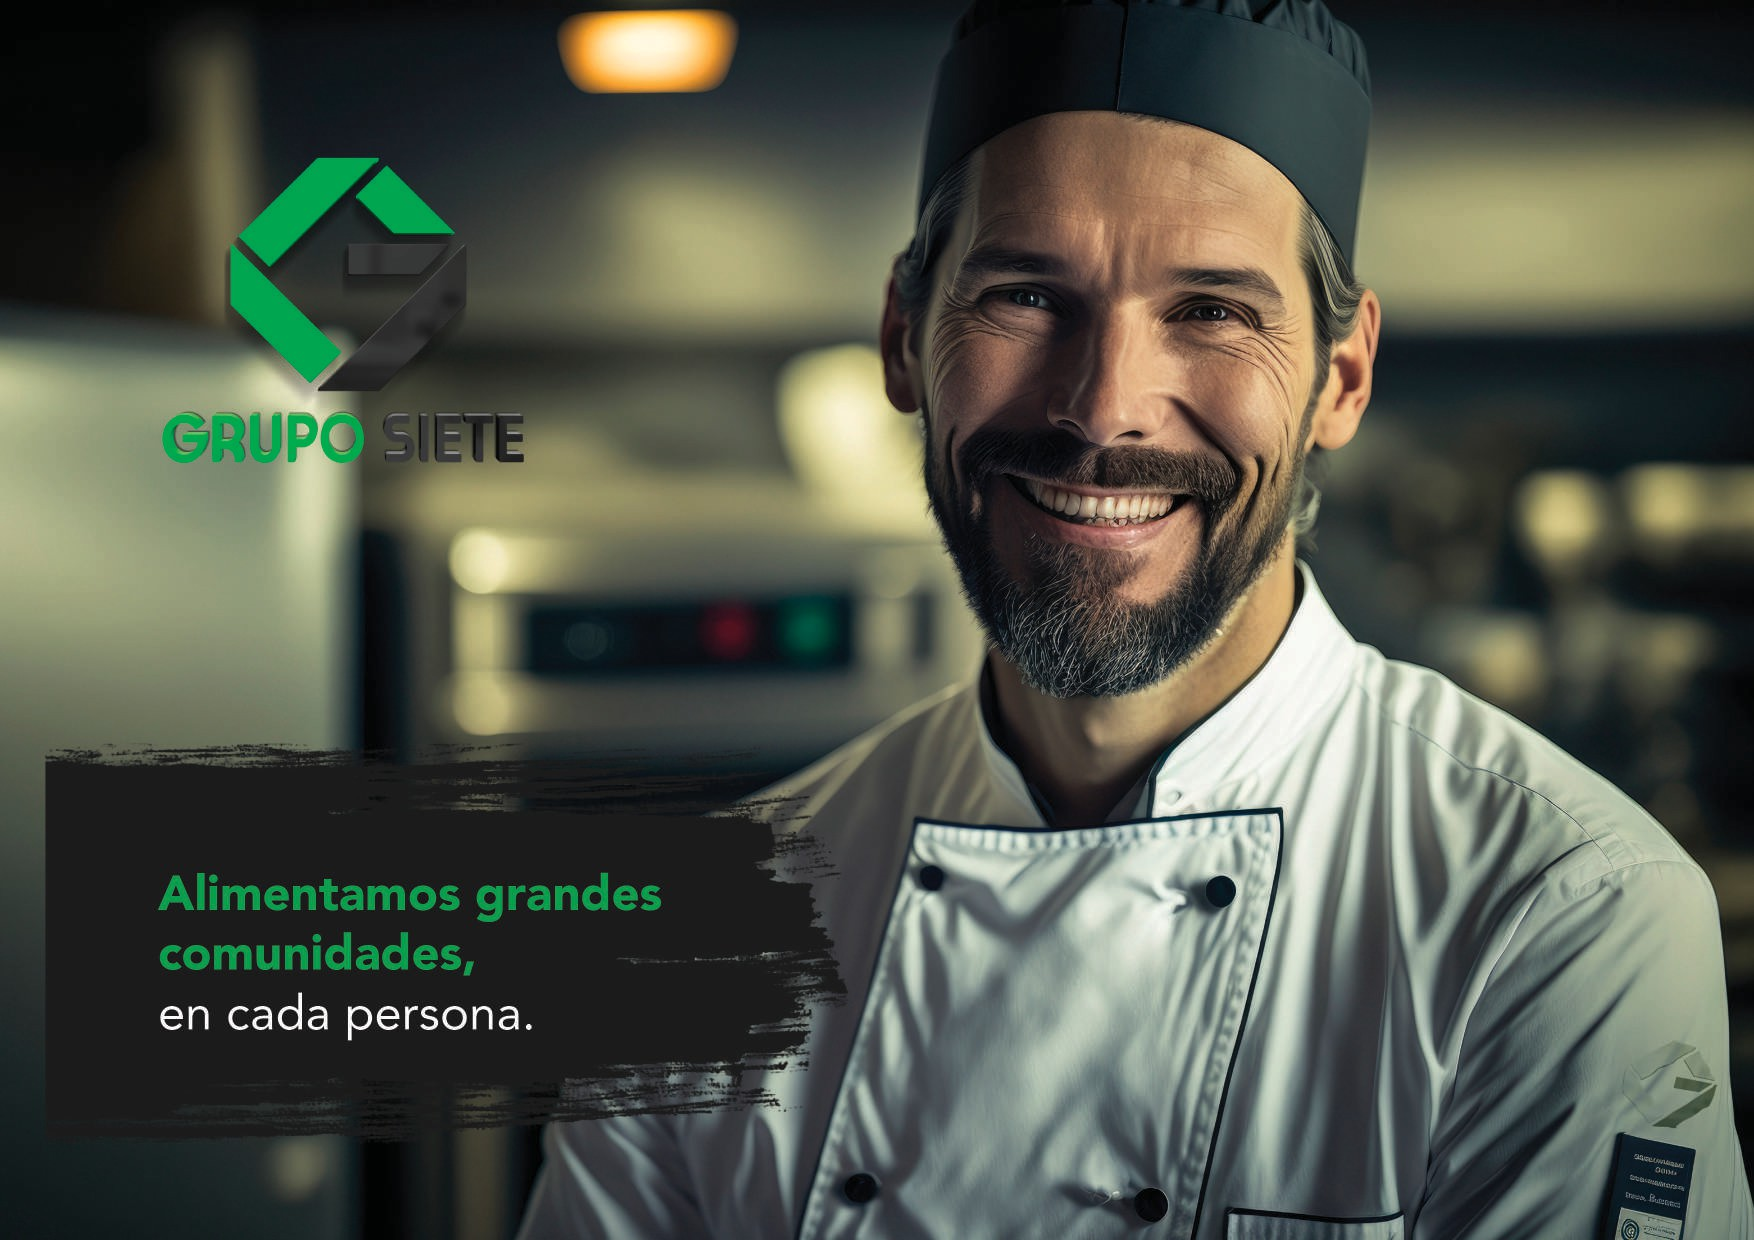 GRUPO SIETE
Alimentamos grandes
comunidades,
en cada persona.